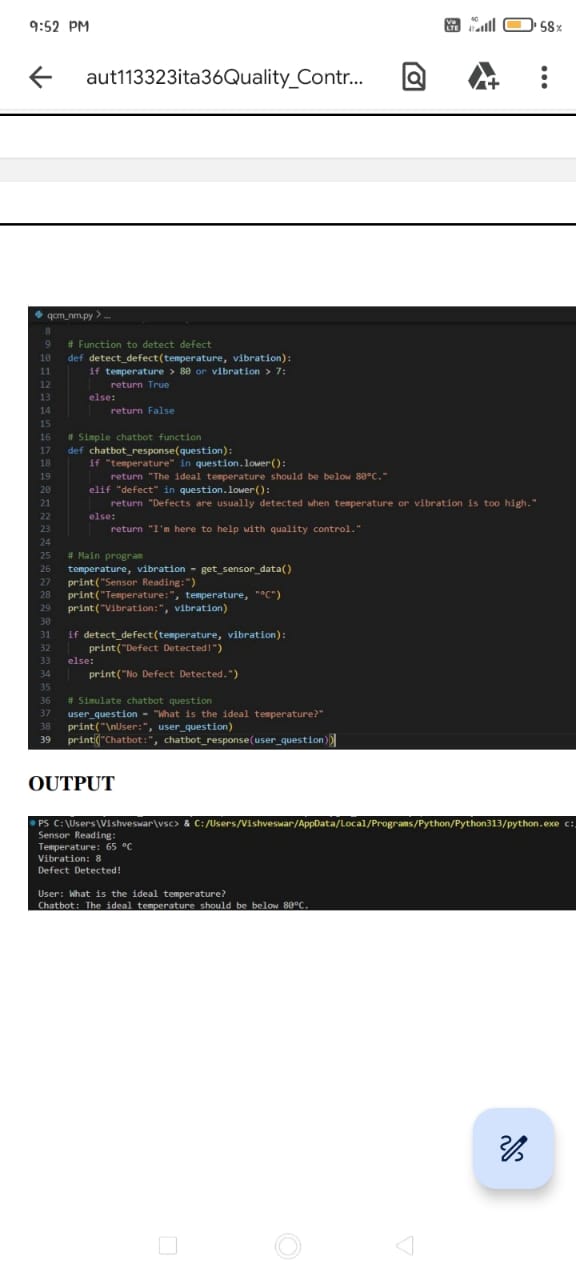 9:52 PM
Vo LTE 4G 58%
aut113323ita36Quality_Contr...
qcm_nm.py > ...
8
9 # Function to detect defect
10 def detect_defect(temperature, vibration):
11     if temperature > 80 or vibration > 7:
12         return True
13     else:
14         return False
15
16 # Simple chatbot function
17 def chatbot_response(question):
18     if "temperature" in question.lower():
19         return "The ideal temperature should be below 80°C."
20     elif "defect" in question.lower():
21         return "Defects are usually detected when temperature or vibration is too high."
22     else:
23         return "I'm here to help with quality control."
24
25 # Main program
26 temperature, vibration = get_sensor_data()
27 print("Sensor Reading:")
28 print("Temperature:", temperature, "°C")
29 print("Vibration:", vibration)
30
31 if detect_defect(temperature, vibration):
32     print("Defect Detected!")
33 else:
34     print("No Defect Detected.")
35
36 # Simulate chatbot question
37 user_question = "What is the ideal temperature?"
38 print("\nUser:", user_question)
39 print("Chatbot:", chatbot_response(user_question))
OUTPUT
PS C:\Users\Vishveswar\vsc> & C:/Users/Vishveswar/AppData/Local/Programs/Python/Python313/python.exe c:
Sensor Reading:
Temperature: 65 °C
Vibration: 8
Defect Detected!
User: What is the ideal temperature?
Chatbot: The ideal temperature should be below 80°C.